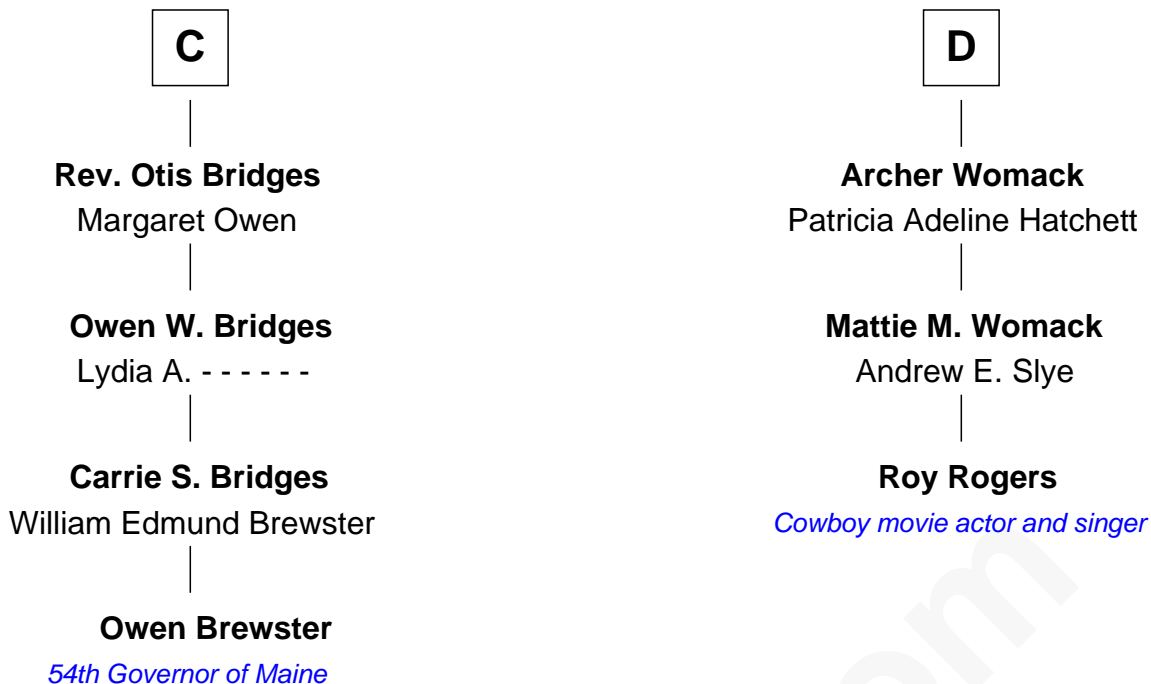 C
Rev. Otis Bridges
Margaret Owen
Owen W. Bridges
Lydia A. - - - - - -
Carrie S. Bridges
William Edmund Brewster
Owen Brewster
54th Governor of Maine
D
Archer Womack
Patricia Adeline Hatchett
Mattie M. Womack
Andrew E. Slye
Roy Rogers
Cowboy movie actor and singer
om